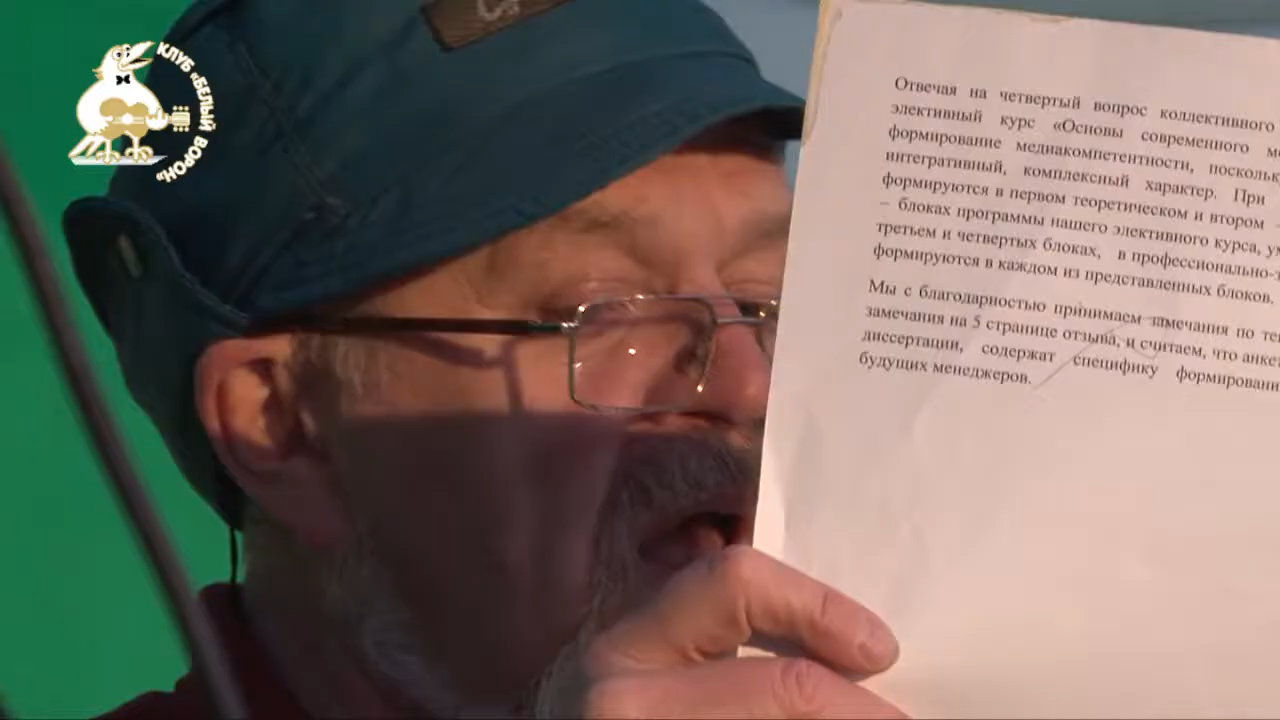 КЛУБ «БЕЛЫЙ ВОРОН»
Отвечая на четвертый вопрос коллективного
элективный курс «Основы современного
формирование медиакомпетентности,
интегративный, комплексный характер. При
формируются в первом теоретическом и втором –
– блоках программы нашего элективного курса,
третьем и четвертых блоках, в профессионально-
формируются в каждом из представленных блоков.
Мы с благодарностью принимаем замечания по
замечания на 5 странице отзыва, и считаем, что
диссертации, содержат специфику
будущих менеджеров.